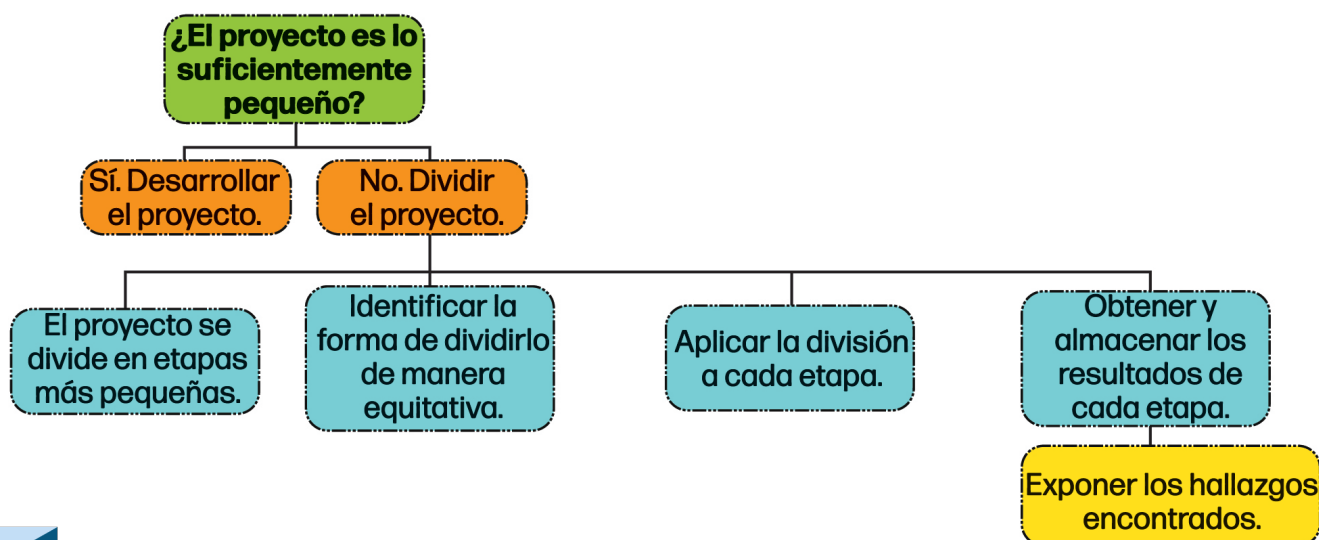 ¿El proyecto es lo
suficientemente
pequeño?
Sí. Desarrollar
el proyecto.
No. Dividir
el proyecto.
El proyecto se
divide en etapas
más pequeñas.
Identificar la
forma de dividirlo
de manera
equitativa.
Aplicar la división
a cada etapa.
Obtener y
almacenar los
resultados de
cada etapa.
Exponer los hallazgos
encontrados.